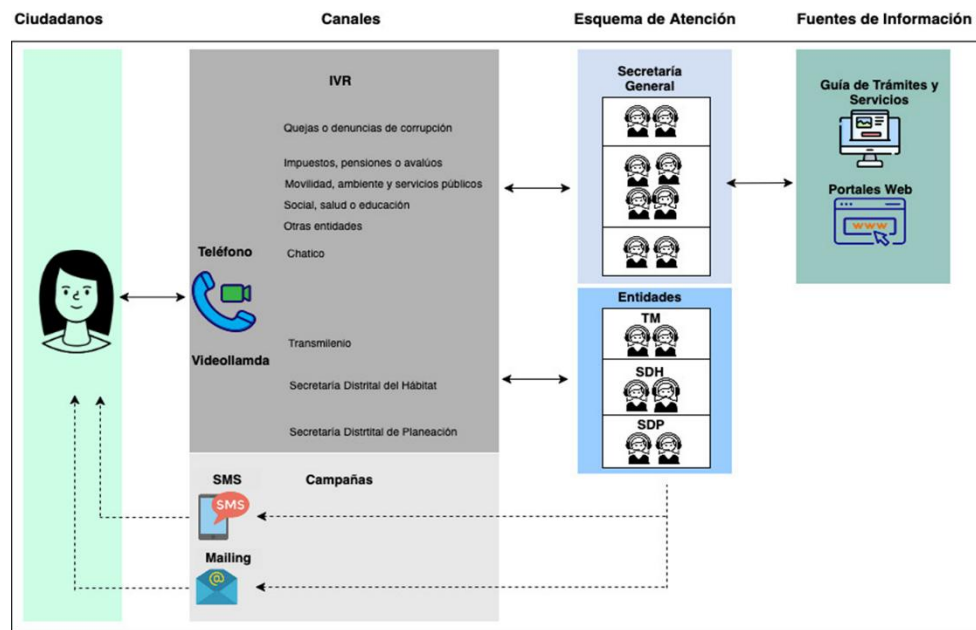 Ciudadanos
Canales
Esquema de Atención
Fuentes de Información
IVR
Quejas o denuncias de corrupción
Impuestos, pensiones o avalúos
Movilidad, ambiente y servicios públicos
Social, salud o educación
Otras entidades
Teléfono
Chatico
Transmilenio
Videollamda
Secretaría Distrital del Hábitat
Secretaría Distrtital de Planeación
SMS
Campañas
SMS
Mailing
@
Secretaría
General
Entidades
TM
SDH
SDP
Guía de Trámites y
Servicios
Portales Web
www